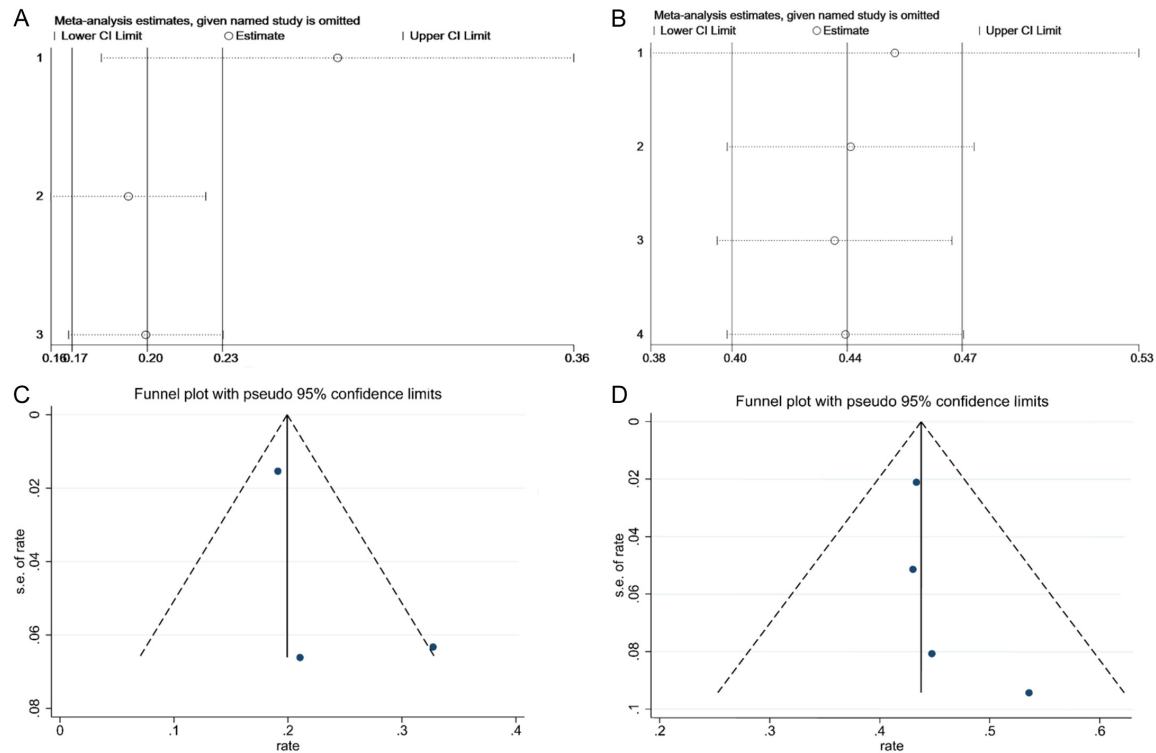 A
Meta-analysis estimates, given named study is omitted
| Lower CI Limit ○ Estimate | Upper CI Limit
1
2
3
0.16 0.17 0.20 0.23 0.36
B
Meta-analysis estimates, given named study is omitted
| Lower CI Limit ○ Estimate | Upper CI Limit
1
2
3
4
0.38 0.40 0.44 0.47 0.53
C
Funnel plot with pseudo 95% confidence limits
s.e. of rate
0
.02
.04
.06
.08
0 .1 .2 .3 .4
rate
D
Funnel plot with pseudo 95% confidence limits
s.e. of rate
0
.02
.04
.06
.08
.1
.2 .3 .4 .5 .6
rate